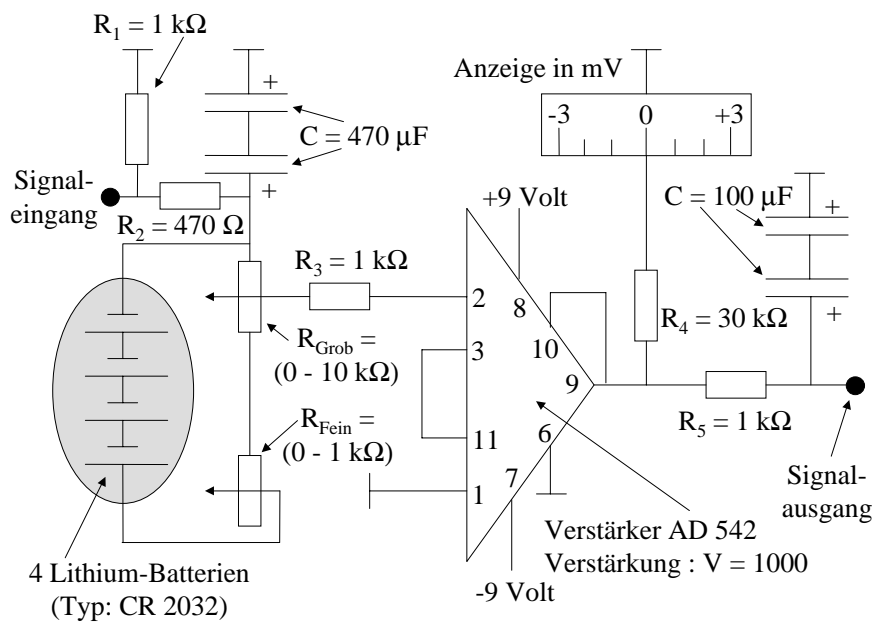 R1 = 1 kΩ
+
C = 470 µF
+
Signal-
eingang
R2 = 470 Ω
Anzeige in mV
-3 0 +3
+9 Volt
C = 100 µF
+
+
R3 = 1 kΩ
2
8
3
10
RGrob =
(0 - 10 kΩ)
R4 = 30 kΩ
9
RFein =
(0 - 1 kΩ)
11
6
R5 = 1 kΩ
1
7
Signal-
ausgang
4 Lithium-Batterien
(Typ: CR 2032)
-9 Volt
Verstärker AD 542
Verstärkung : V = 1000